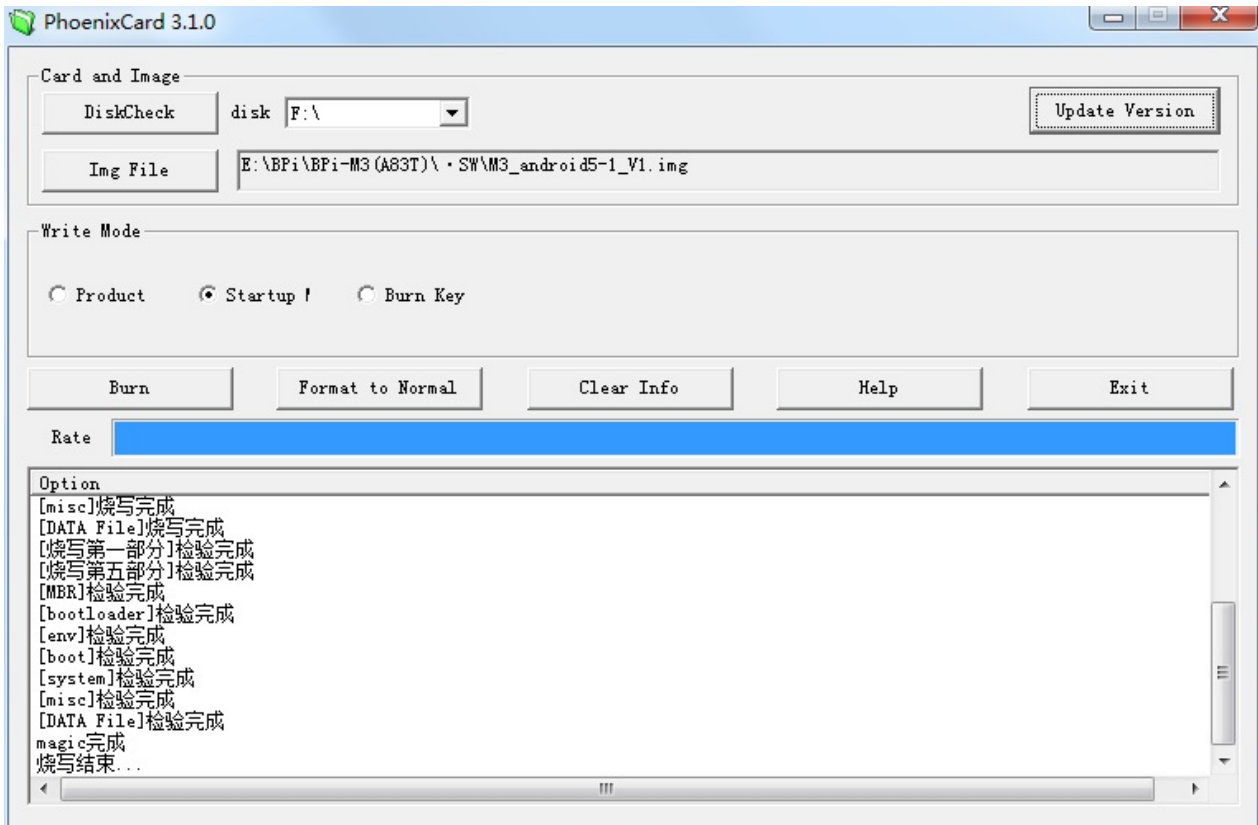 PhoenixCard 3.1.0
Card and Image
DiskCheck disk F:\ Update Version
Img File E:\BPi\BPi-M3(A83T)\·SW\M3_android5-1_V1.img
Write Mode
Product Startup Burn Key
Burn Format to Normal Clear Info Help Exit
Rate
Option
[misc]烧写完成
[DATA File]烧写完成
[烧写第一部分]检验完成
[烧写第五部分]检验完成
[MBR]检验完成
[bootloader]检验完成
[env]检验完成
[boot]检验完成
[system]检验完成
[misc]检验完成
[DATA File]检验完成
magic完成
烧写结束...